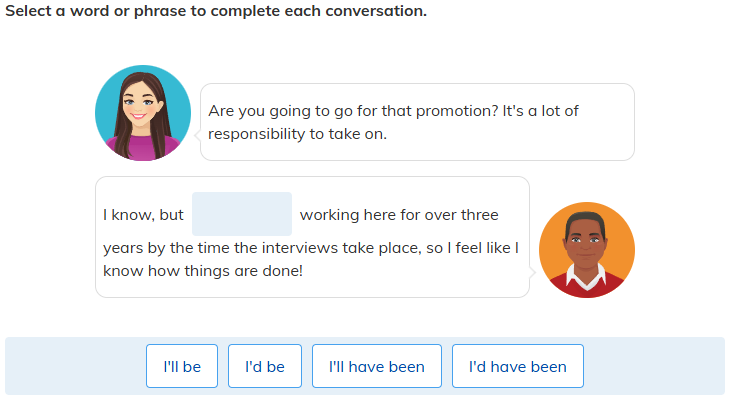 Select a word or phrase to complete each conversation.
Are you going to go for that promotion? It's a lot of
responsibility to take on.
I know, but working here for over three
years by the time the interviews take place, so I feel like I
know how things are done!
I'll be I'd be I'll have been I'd have been